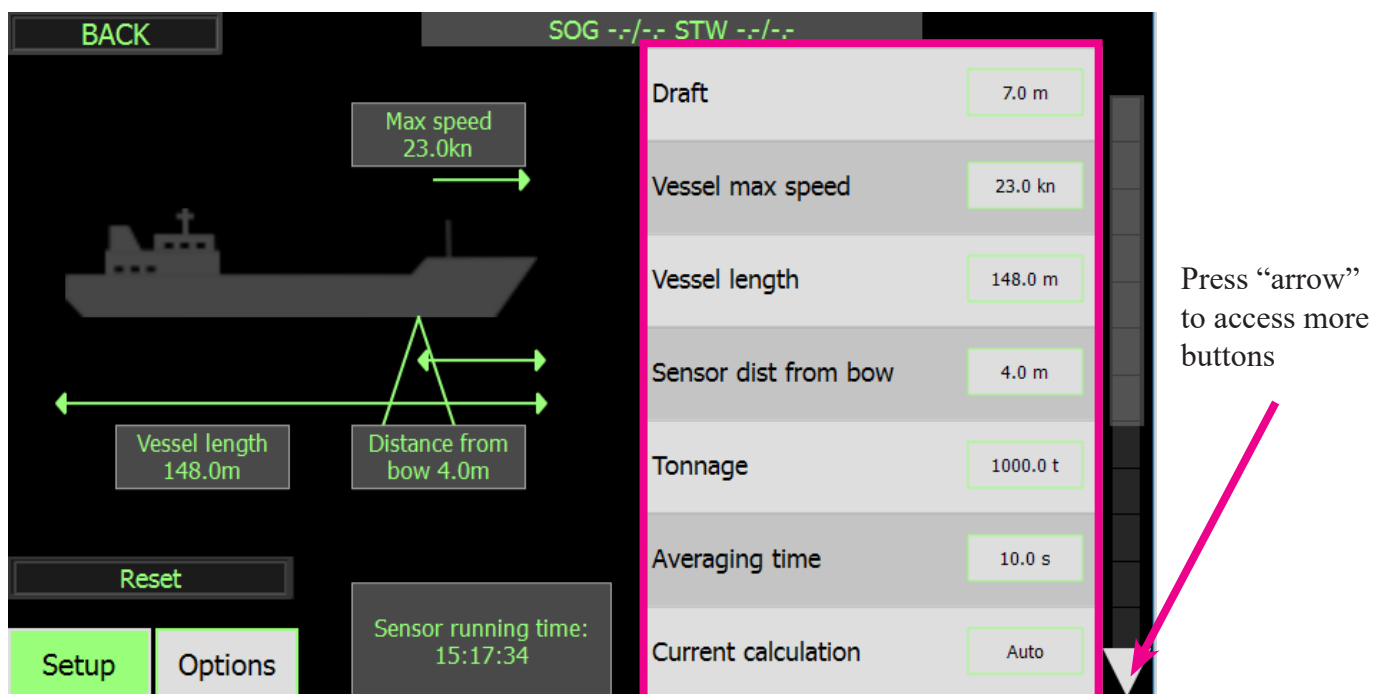 BACK
SOG -.-/-.- STW -.-/-.-
Max speed
23.0kn
Vessel length
148.0m
Distance from
bow 4.0m
Reset
Sensor running time:
15:17:34
Setup
Options
Draft 7.0 m
Vessel max speed 23.0 kn
Vessel length 148.0 m
Sensor dist from bow 4.0 m
Tonnage 1000.0 t
Averaging time 10.0 s
Current calculation Auto
Press “arrow”
to access more
buttons